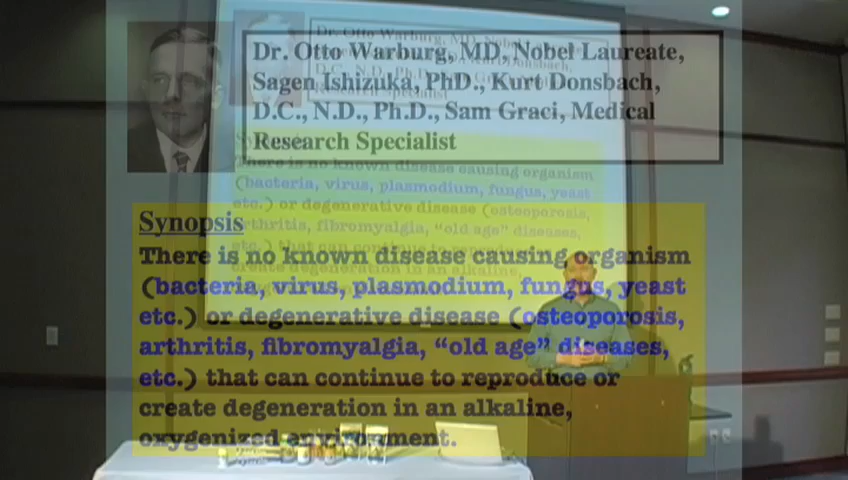 Dr. Otto Warburg, MD, Nobel Laureate,
Sagen Ishizuka, PhD., Kurt Donsbach,
D.C., N.D., Ph.D., Sam Graci, Medical
Research Specialist
Synopsis
There is no known disease causing organism
(bacteria, virus, plasmodium, fungus, yeast
etc.) or degenerative disease (osteoporosis,
arthritis, fibromyalgia, “old age” diseases,
etc.) that can continue to reproduce or
create degeneration in an alkaline,
oxygenized environment.